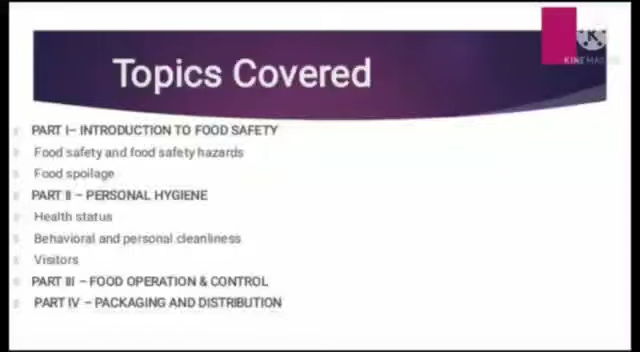 KINEMASTER
Topics Covered
PART I– INTRODUCTION TO FOOD SAFETY
Food safety and food safety hazards
Food spoilage
PART II – PERSONAL HYGIENE
Health status
Behavioral and personal cleanliness
Visitors
PART III – FOOD OPERATION & CONTROL
PART IV – PACKAGING AND DISTRIBUTION